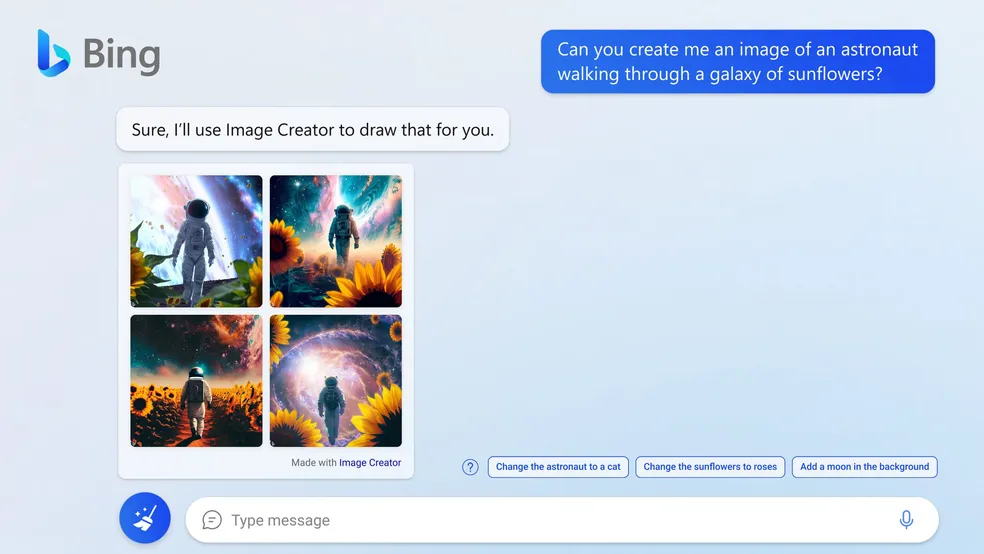 Bing
Can you create me an image of an astronaut
walking through a galaxy of sunflowers?
Sure, I’ll use Image Creator to draw that for you.
Made with Image Creator
?
Change the astronaut to a cat
Change the sunflowers to roses
Add a moon in the background
Type message